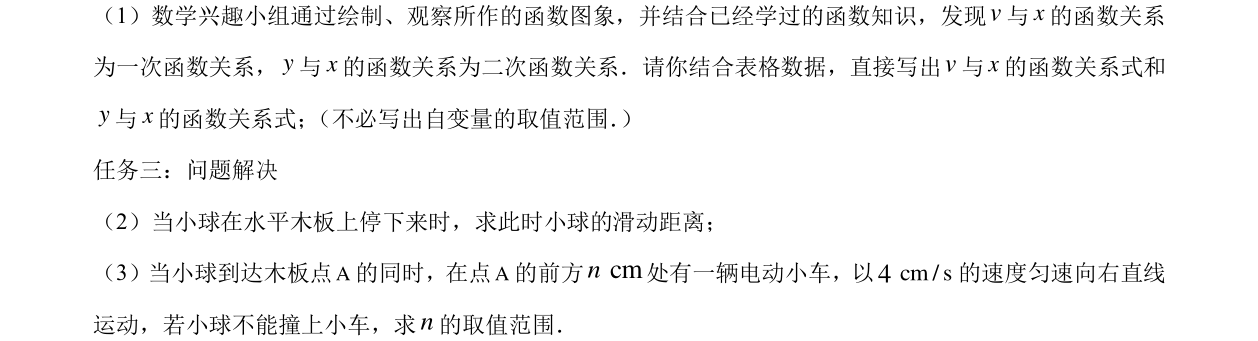 （1）数学兴趣小组通过绘制、观察所作的函数图象，并结合已经学过的函数知识，发现v与x的函数关系
为一次函数关系，y与x的函数关系为二次函数关系．请你结合表格数据，直接写出v与x的函数关系式和
y与x的函数关系式；（不必写出自变量的取值范围．）
任务三：问题解决
（2）当小球在水平木板上停下来时，求此时小球的滑动距离；
（3）当小球到达木板点A的同时，在点A的前方n cm处有一辆电动小车，以4 cm/s的速度匀速向右直线
运动，若小球不能撞上小车，求n的取值范围．